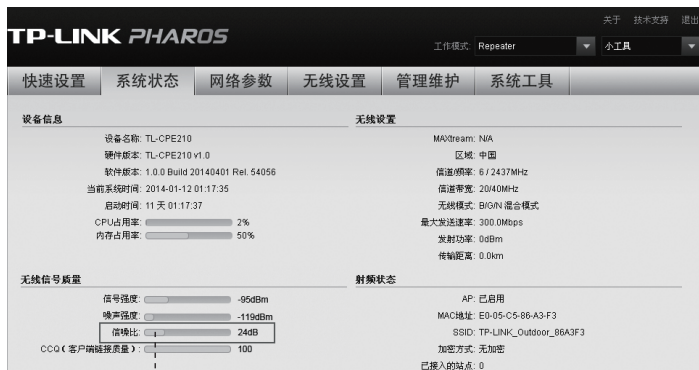 关于 技术支持 退出
TP-LINK PHAROS
工作模式: Repeater 小工具
快速设置 系统状态 网络参数 无线设置 管理维护 系统工具
设备信息
设备名称: TL-CPE210
硬件版本: TL-CPE210 v1.0
软件版本: 1.0.0 Build 20140401 Rel. 54056
当前系统时间: 2014-01-12 01:17:35
启动时间: 11 天 01:17:37
CPU占用率: 2%
内存占用率: 50%
无线设置
MAXtream: N/A
区域: 中国
信道/频率: 6 / 2437MHz
信道带宽: 20/40MHz
无线模式: B/G/N 混合模式
最大发送速率: 300.0Mbps
发射功率: 0dBm
传输距离: 0.0km
无线信号质量
信号强度: -95dBm
噪声强度: -119dBm
信噪比: 24dB
CCQ（客户端链接质量）: 100
射频状态
AP: 已启用
MAC地址: E0-05-C5-86-A3-F3
SSID: TP-LINK_Outdoor_86A3F3
加密方式: 无加密
已接入的站点: 0